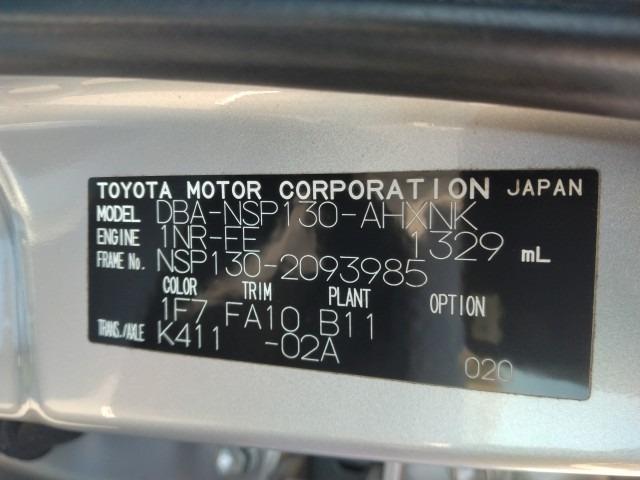 TOYOTA MOTOR CORPORATION JAPAN
MODEL DBA-NSP130-AHXNK
ENGINE 1NR-FE 1329 mL
FRAME No. NSP130-2093985
COLOR TRIM PLANT OPTION
1F7 FA10 B11
TRANS./AXLE K411 -02A
020